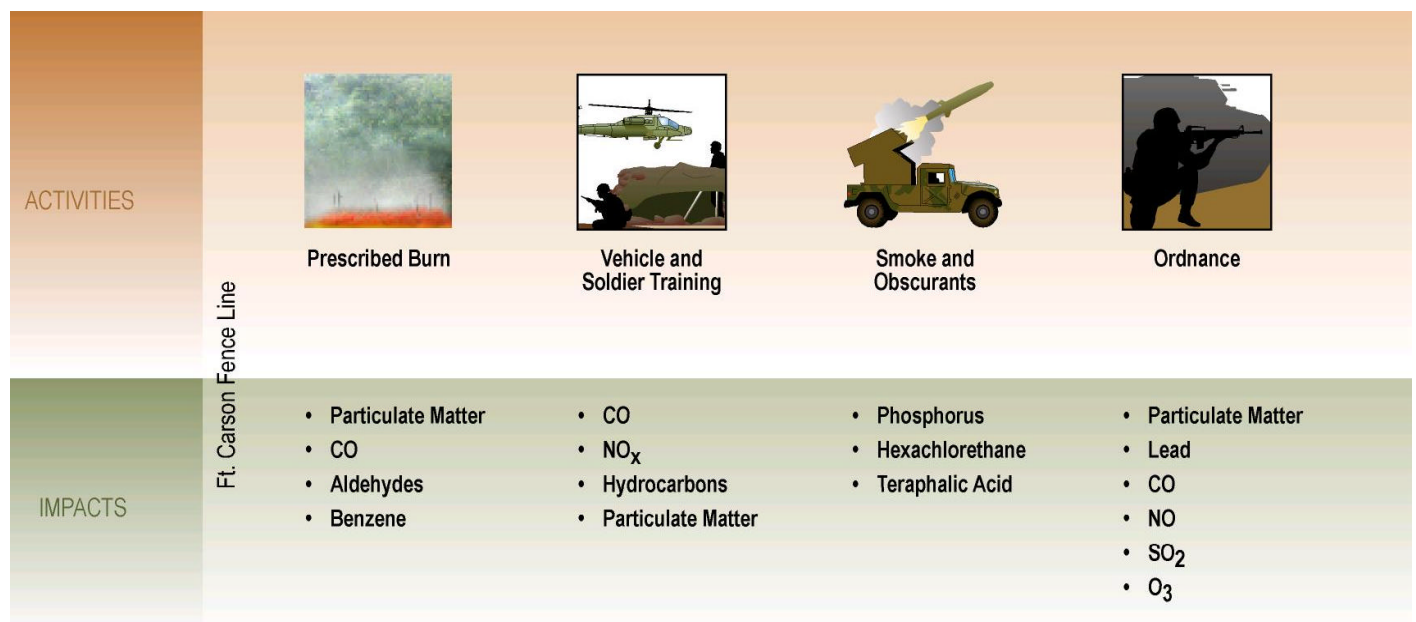 ACTIVITIES
Prescribed Burn
Vehicle and
Soldier Training
Smoke and
Obscurants
Ordnance
Ft. Carson Fence Line
IMPACTS
• Particulate Matter
• CO
• Aldehydes
• Benzene
• CO
• NOX
• Hydrocarbons
• Particulate Matter
• Phosphorus
• Hexachlorethane
• Teraphalic Acid
• Particulate Matter
• Lead
• CO
• NO
• SO2
• O3